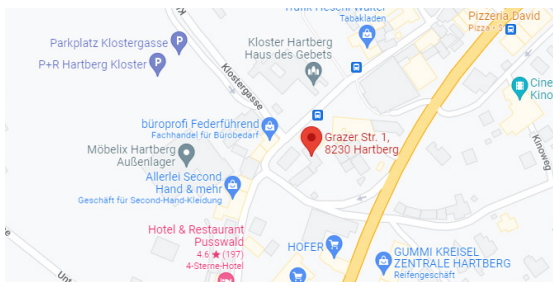 Tabakladen
Pizzeria David
Pizza
Parkplatz Klostergasse
P+R Hartberg Kloster
Kloster Hartberg
Haus des Gebets
Klostergasse
Cine
Kino
büroprofi Federführend
Fachhandel für Bürobedarf
Grazer Str. 1,
8230 Hartberg
Kinoweg
Möbelix Hartberg
Außenlager
Allerlei Second
Hand & mehr
Geschäft für Second-Hand-Kleidung
Hotel & Restaurant
Pusswald
4.6 ★ (197)
4-Sterne-Hotel
HOFER
GUMMI KREISEL
ZENTRALE HARTBERG
Reifengeschäft